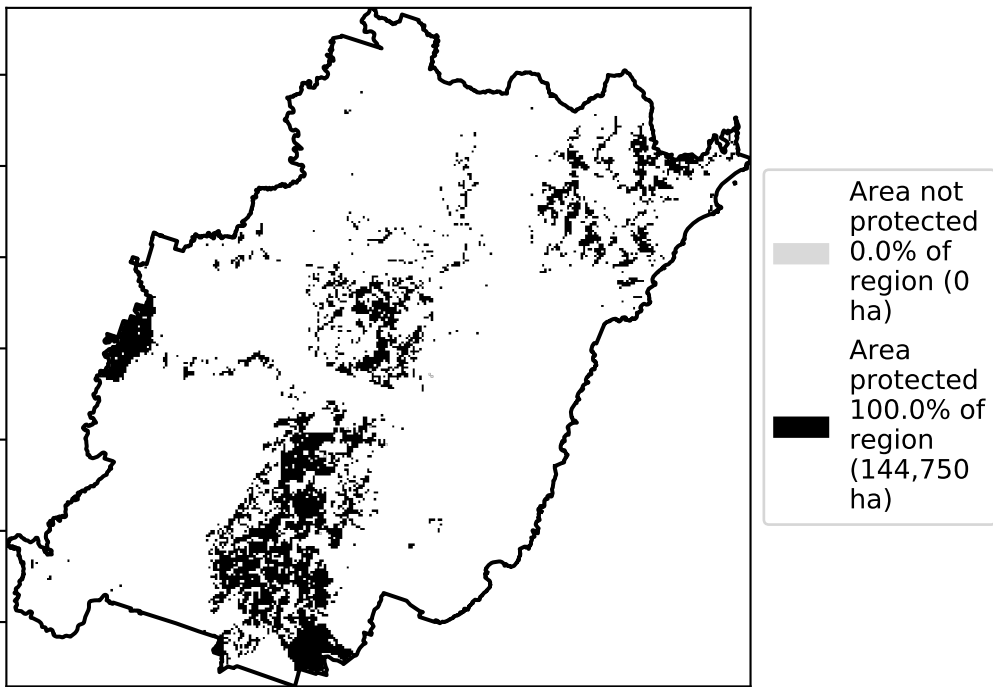 Area not
protected
0.0% of
region (0
ha)
Area
protected
100.0% of
region
(144,750
ha)